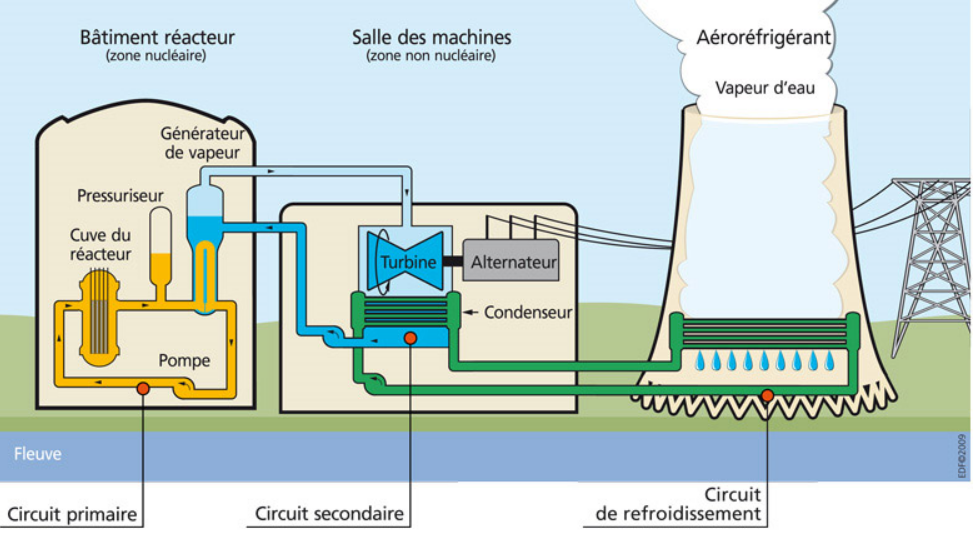 Bâtiment réacteur
(zone nucléaire)
Salle des machines
(zone non nucléaire)
Aéroréfrigérant
Vapeur d'eau
Générateur
de vapeur
Pressuriseur
Cuve du
réacteur
Turbine
Alternateur
Condenseur
Pompe
Fleuve
EDF©2009
Circuit primaire
Circuit secondaire
Circuit
de refroidissement